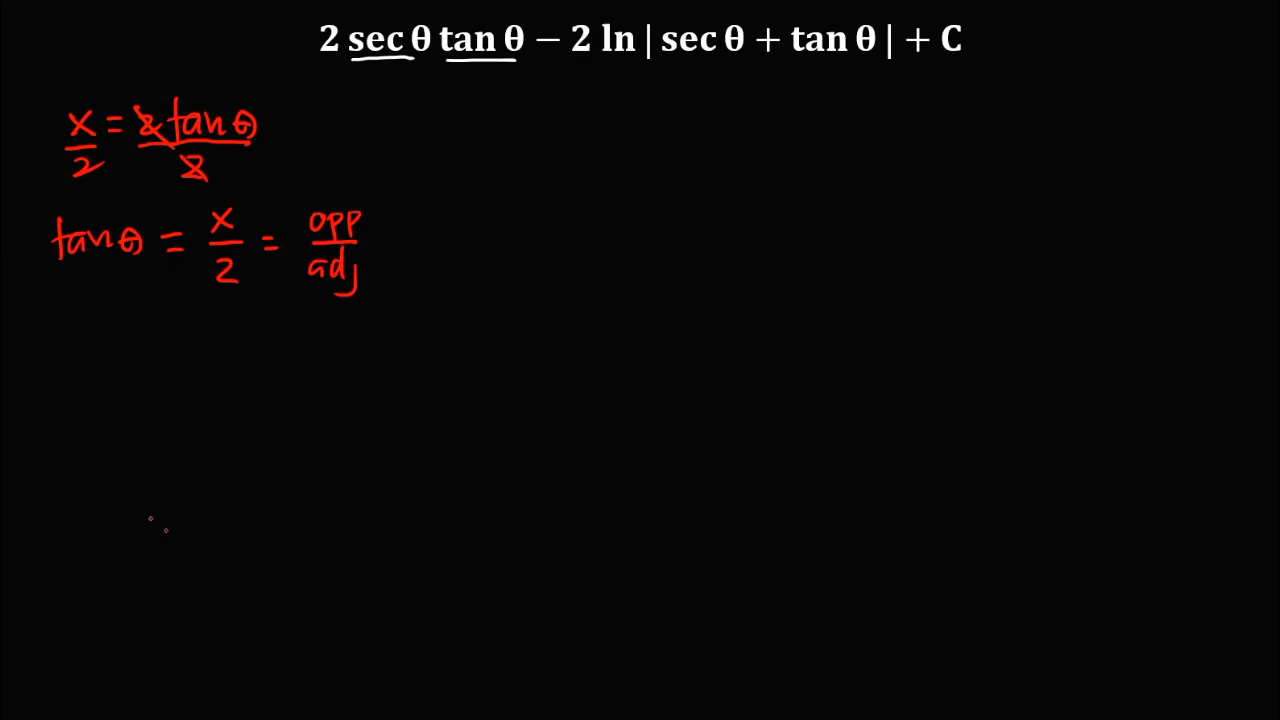 2 sec θ tan θ − 2 ln | sec θ + tan θ | + C
x/2 = 2 tan θ/2
tan θ = x/2 = opp/adj